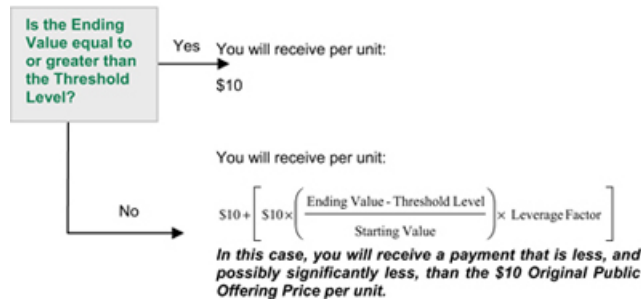 Is the Ending
Value equal to
or greater than
the Threshold
Level?
Yes
You will receive per unit:
$10
You will receive per unit:
No
$10+[$10×(Ending Value - Threshold Level / Starting Value)× Leverage Factor]
In this case, you will receive a payment that is less, and
possibly significantly less, than the $10 Original Public
Offering Price per unit.